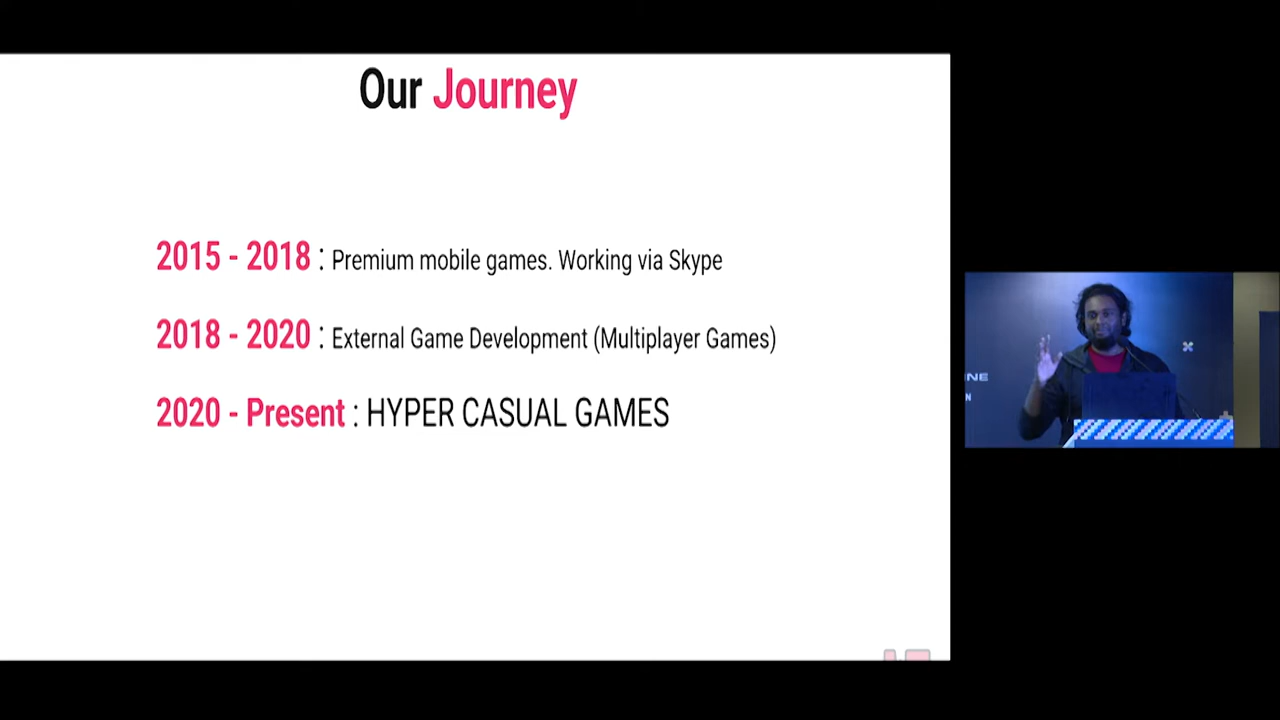 Our Journey
2015 - 2018 : Premium mobile games. Working via Skype
2018 - 2020 : External Game Development (Multiplayer Games)
2020 - Present : HYPER CASUAL GAMES